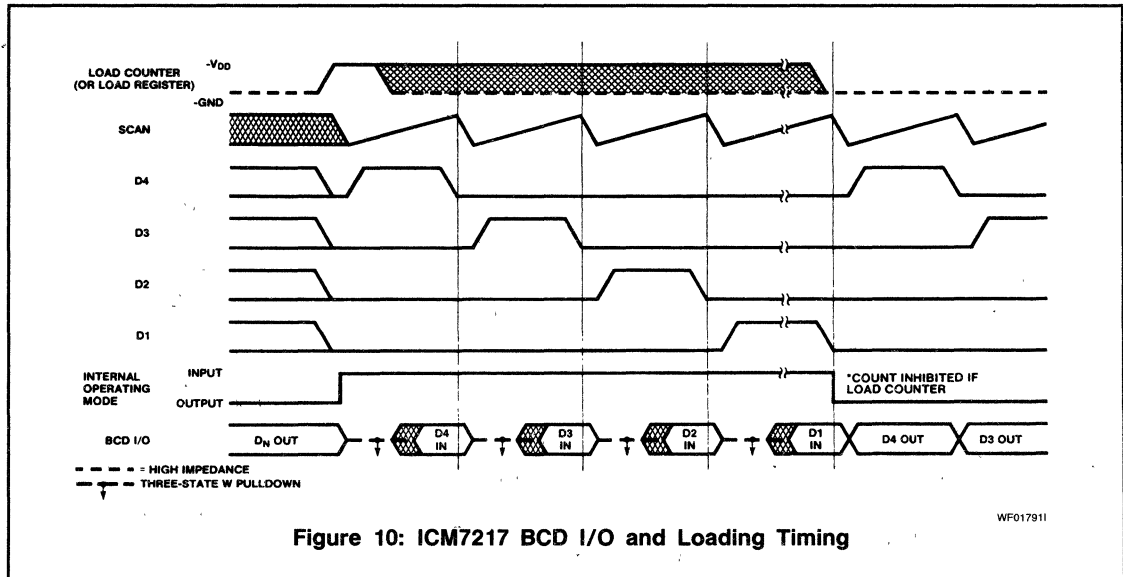 LOAD COUNTER
(OR LOAD REGISTER)
-VDD
-GND
SCAN
D4
D3
D2
D1
INTERNAL
OPERATING
MODE
INPUT
OUTPUT
*COUNT INHIBITED IF
LOAD COUNTER
BCD I/O
DN OUT
D4
IN
D3
IN
D2
IN
D1
IN
D4 OUT
D3 OUT
= HIGH IMPEDANCE
THREE-STATE W PULLDOWN
WF01791I
Figure 10: ICM7217 BCD I/O and Loading Timing